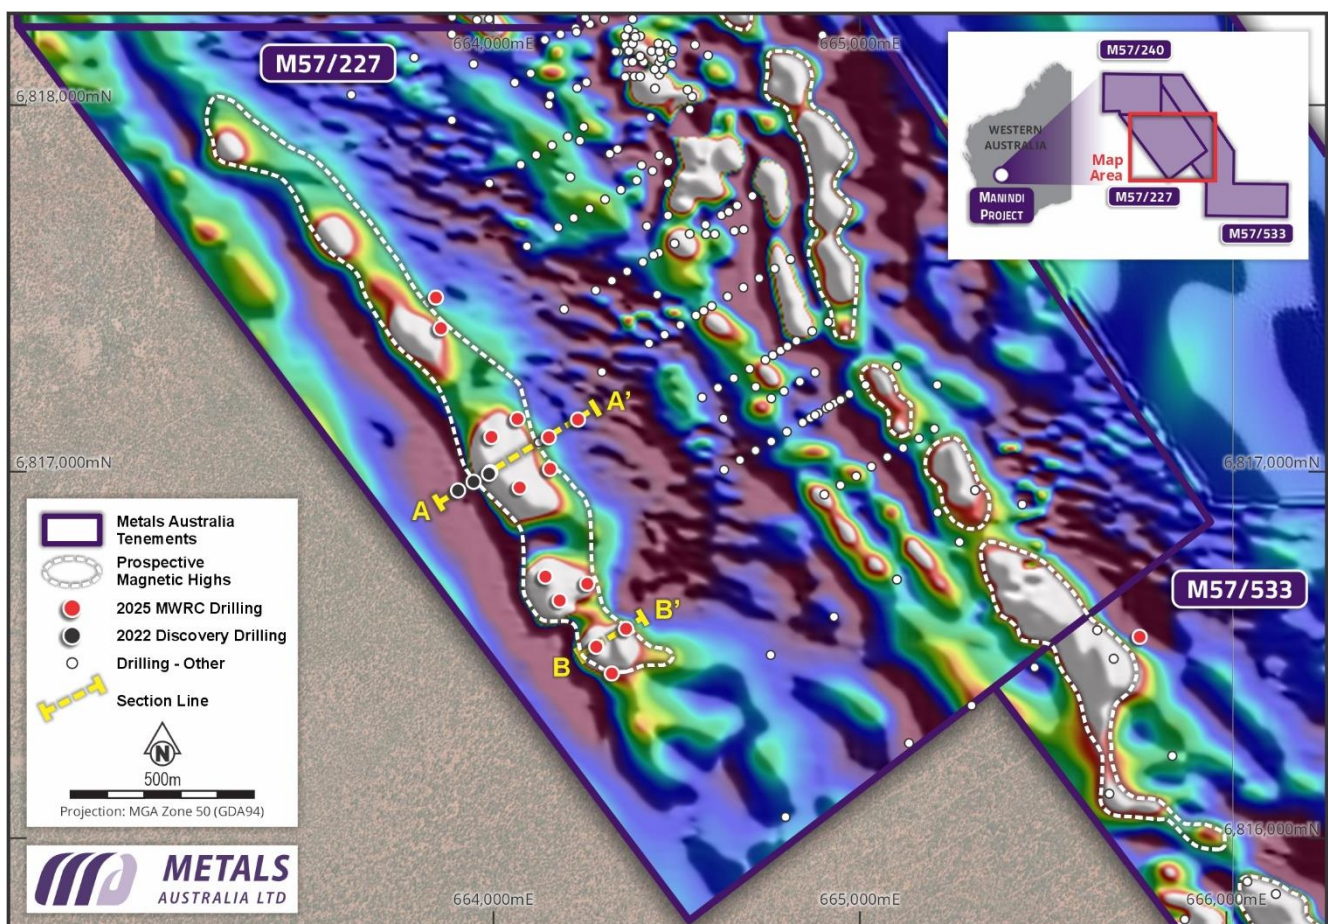 664,000mE
665,000mE
M57/227
6,818,000mN
M57/240
WESTERN
AUSTRALIA
Map
Area
MANINDI
PROJECT
M57/227
M57/533
A'
A
6,817,000mN
6,817,000mN
Metals Australia
Tenements
Prospective
Magnetic Highs
2025 MWRC Drilling
2022 Discovery Drilling
Drilling - Other
Section Line
N
500m
Projection: MGA Zone 50 (GDA94)
B'
B
M57/533
6,816,000mN
METALS
AUSTRALIA LTD
664,000mE
665,000mE
666,000mE